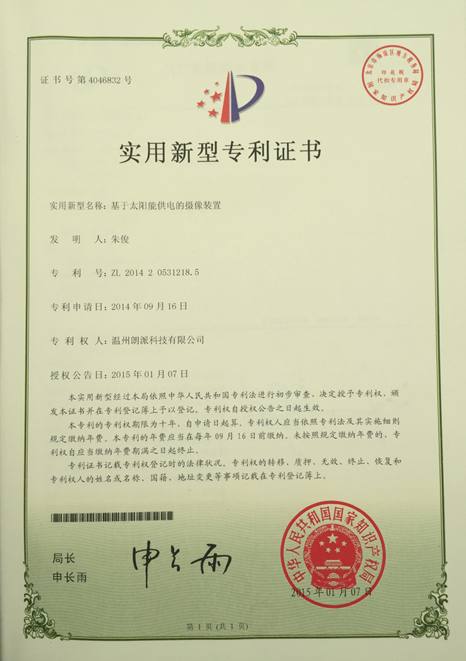 证书号第4046832号
印花税
代扣专用章
实用新型专利证书
实用新型名称：基于太阳能供电的摄像装置
发明人：朱俊
专利号：ZL 2014 2 0531218.5
专利申请日：2014年09月16日
专利权人：温州朗派科技有限公司
授权公告日：2015年01月07日
本实用新型经过本局依照中华人民共和国专利法进行初步审查，决定授予专利权，颁
发本证书并在专利登记簿上予以登记。专利权自授权公告之日起生效。
本专利的专利权期限为十年，自申请日起算。专利权人应当依照专利法及其实施细则
规定缴纳年费。本专利的年费应当在每年09月16日前缴纳。未按照规定缴纳年费的，专
利权自应当缴纳年费期满之日起终止。
专利证书记载专利权登记时的法律状况。专利权的转移、质押、无效、终止、恢复和
专利权人的姓名或名称、国籍、地址变更等事项记载在专利登记簿上。
局长
申长雨
申长雨
中华人民共和国国家知识产权局
2015年01月07日
第1页（共1页）